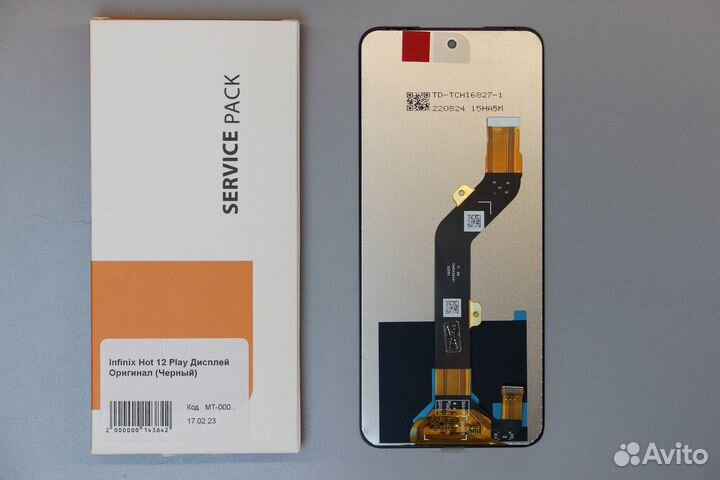 SERVICE PACK
Infinix Hot 12 Play Дисплей
Оригинал (Черный)
Код MT-000...
17.02.23
2 000000 143642
TD-TCHI6827-1
220824 15HA5M
Avito